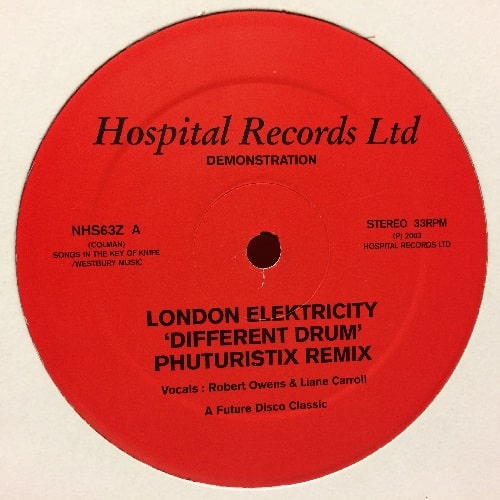 Hospital Records Ltd
DEMONSTRATION
NHS63Z A
(COLMAN)
SONGS IN THE KEY OF KNIFE
/WESTBURY MUSIC
STEREO 33RPM
(P) 2003
HOSPITAL RECORDS LTD
LONDON ELEKTRICITY
‘DIFFERENT DRUM’
PHUTURISTIX REMIX
Vocals : Robert Owens & Liane Carroll
A Future Disco Classic